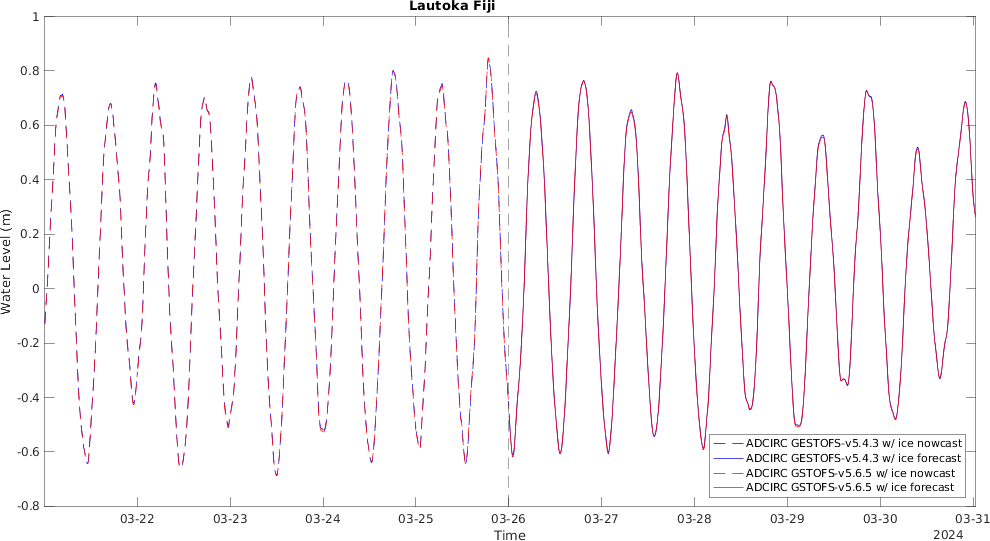 Lautoka Fiji
1
0.8
0.6
0.4
0.2
0
-0.2
-0.4
-0.6
-0.8
Water Level (m)
03-22 03-23 03-24 03-25 03-26 03-27 03-28 03-29 03-30 03-31
Time
2024
ADCIRC GESTOFS-v5.4.3 w/ ice nowcast
ADCIRC GESTOFS-v5.4.3 w/ ice forecast
ADCIRC GSTOFS-v5.6.5 w/ ice nowcast
ADCIRC GSTOFS-v5.6.5 w/ ice forecast